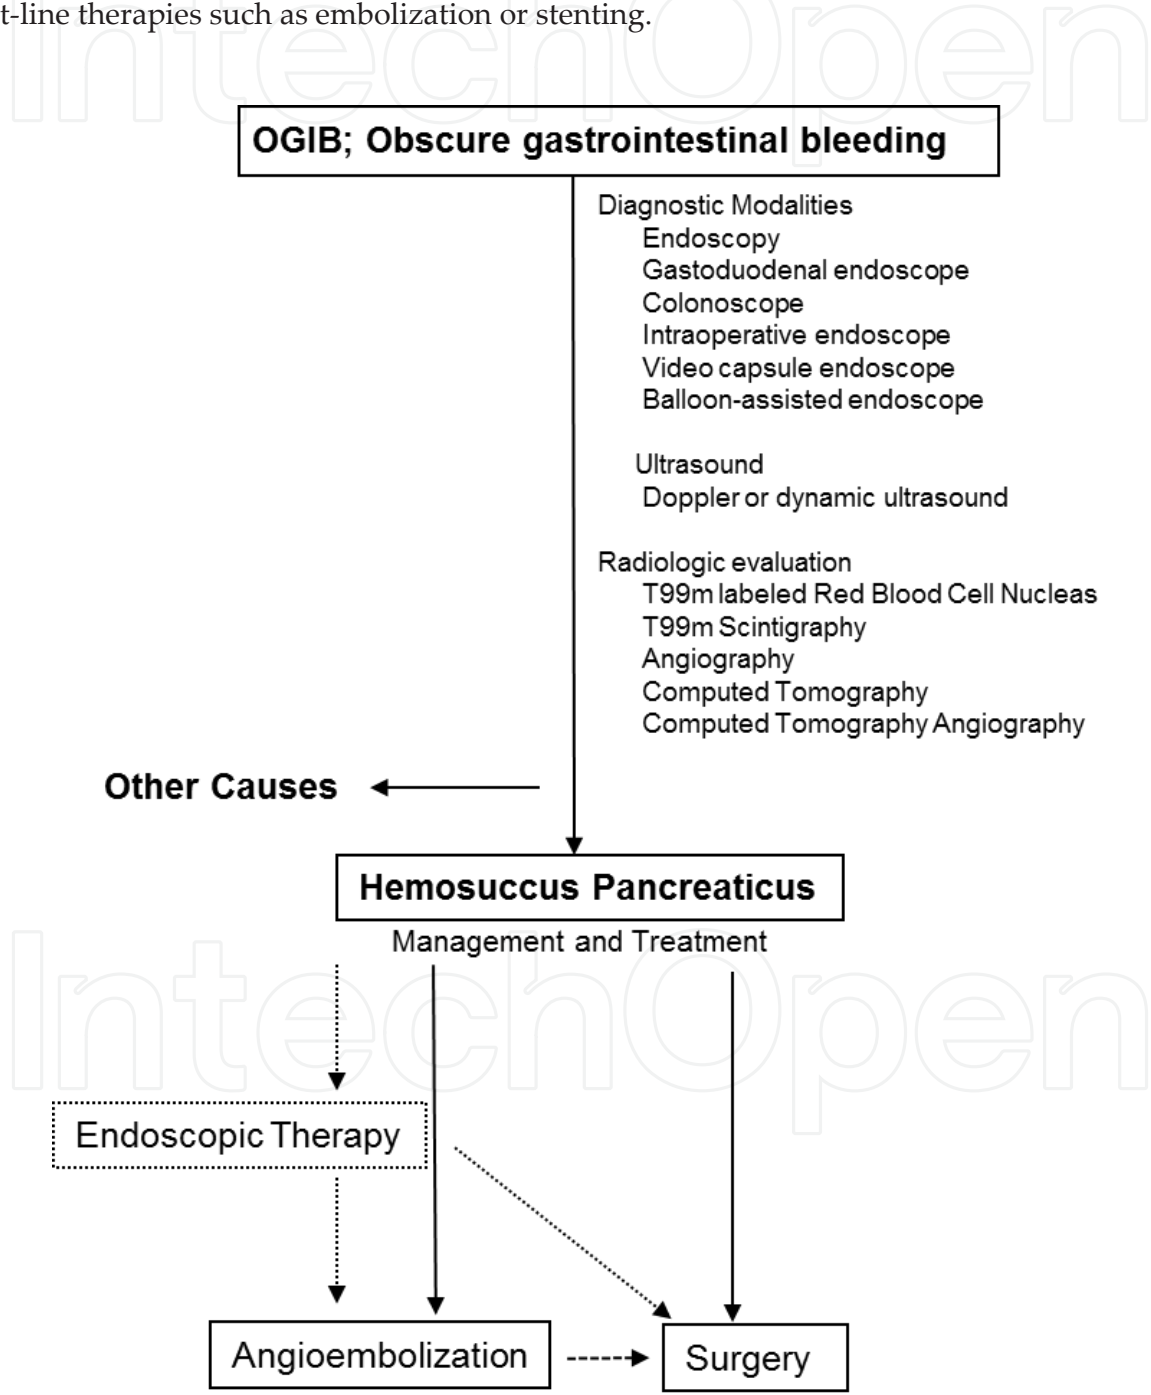 t-line therapies such as embolization or stenting.
IntechOpen
OGIB; Obscure gastrointestinal bleeding
Diagnostic Modalities
Endoscopy
Gastoduodenal endoscope
Colonoscope
Intraoperative endoscope
Video capsule endoscope
Balloon-assisted endoscope
Ultrasound
Doppler or dynamic ultrasound
Radiologic evaluation
T99m labeled Red Blood Cell Nucleas
T99m Scintigraphy
Angiography
Computed Tomography
Computed Tomography Angiography
Other Causes
Hemosuccus Pancreaticus
Management and Treatment
IntechOpen
Endoscopic Therapy
Angioembolization
Surgery